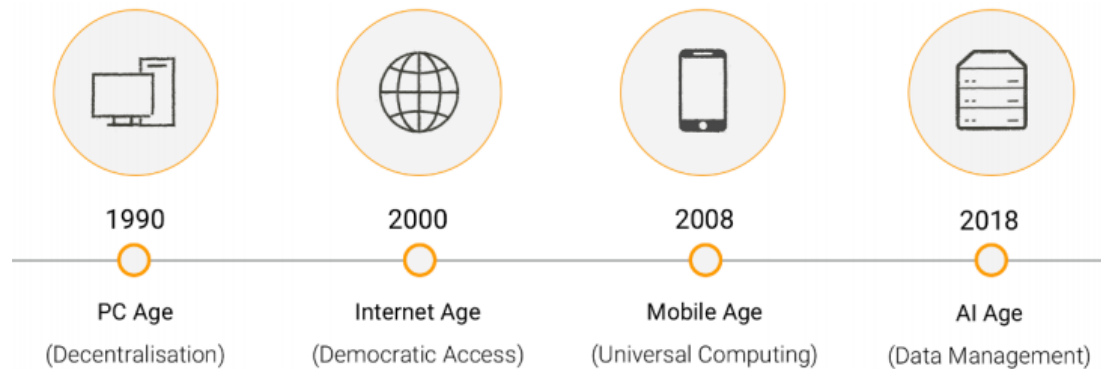 1990
2000
2008
2018
PC Age
Internet Age
Mobile Age
AI Age
(Decentralisation)
(Democratic Access)
(Universal Computing)
(Data Management)